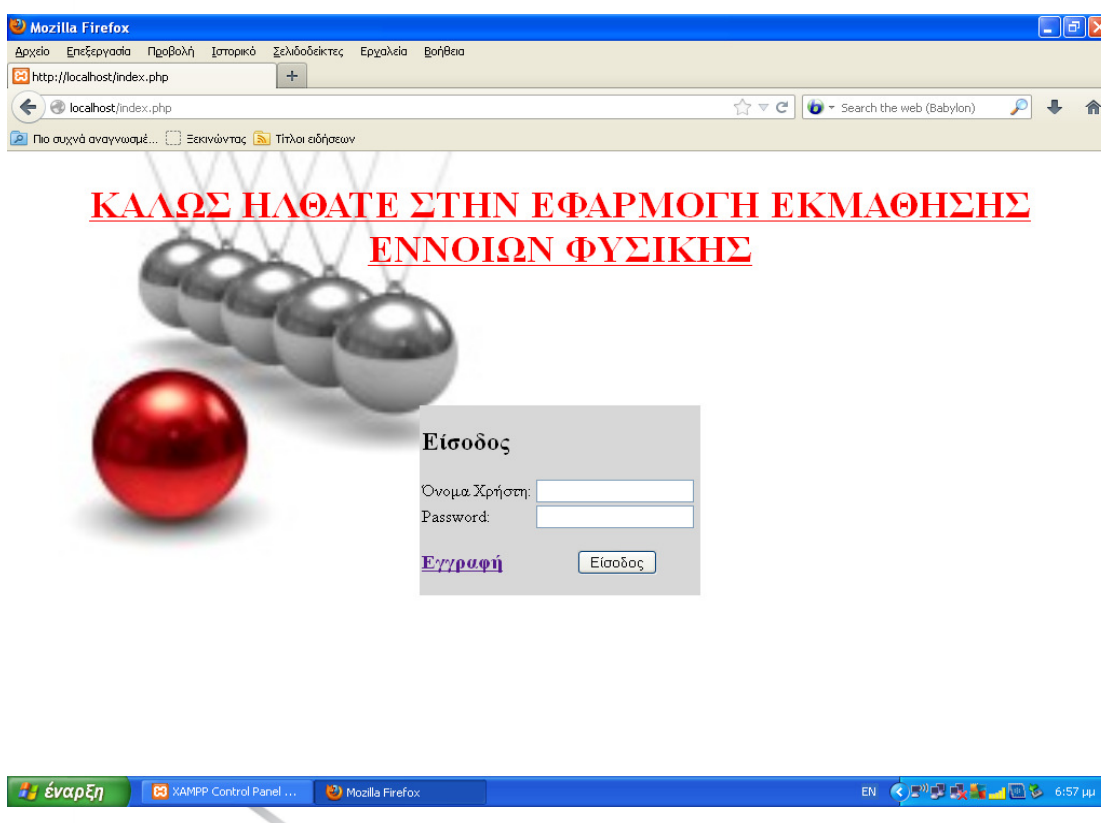 Mozilla Firefox
Αρχείο Επεξεργασία Προβολή Ιστορικό Σελιδοδείκτες Εργαλεία Βοήθεια
http://localhost/index.php
localhost/index.php
Search the web (Babylon)
Πιο συχνά αναγνωσμέ... Ξεκινώντας Τίτλοι ειδήσεων
ΚΑΛΩΣ ΗΛΘΑΤΕ ΣΤΗΝ ΕΦΑΡΜΟΓΗ ΕΚΜΑΘΗΣΗΣ
ΕΝΝΟΙΩΝ ΦΥΣΙΚΗΣ
Είσοδος
Όνομα Χρήστη:
Password:
Εγγραφή Είσοδος
έναρξη XAMPP Control Panel ... Mozilla Firefox EN 6:57 μμ